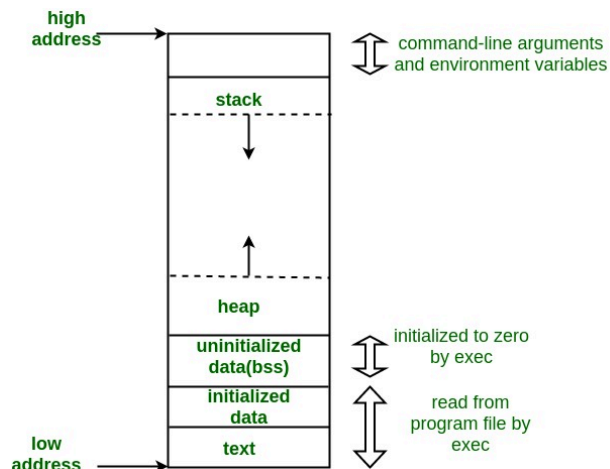 high
address
command-line arguments
and environment variables
stack
heap
uninitialized
data(bss)
initialized to zero
by exec
initialized
data
read from
program file by
exec
text
low
address